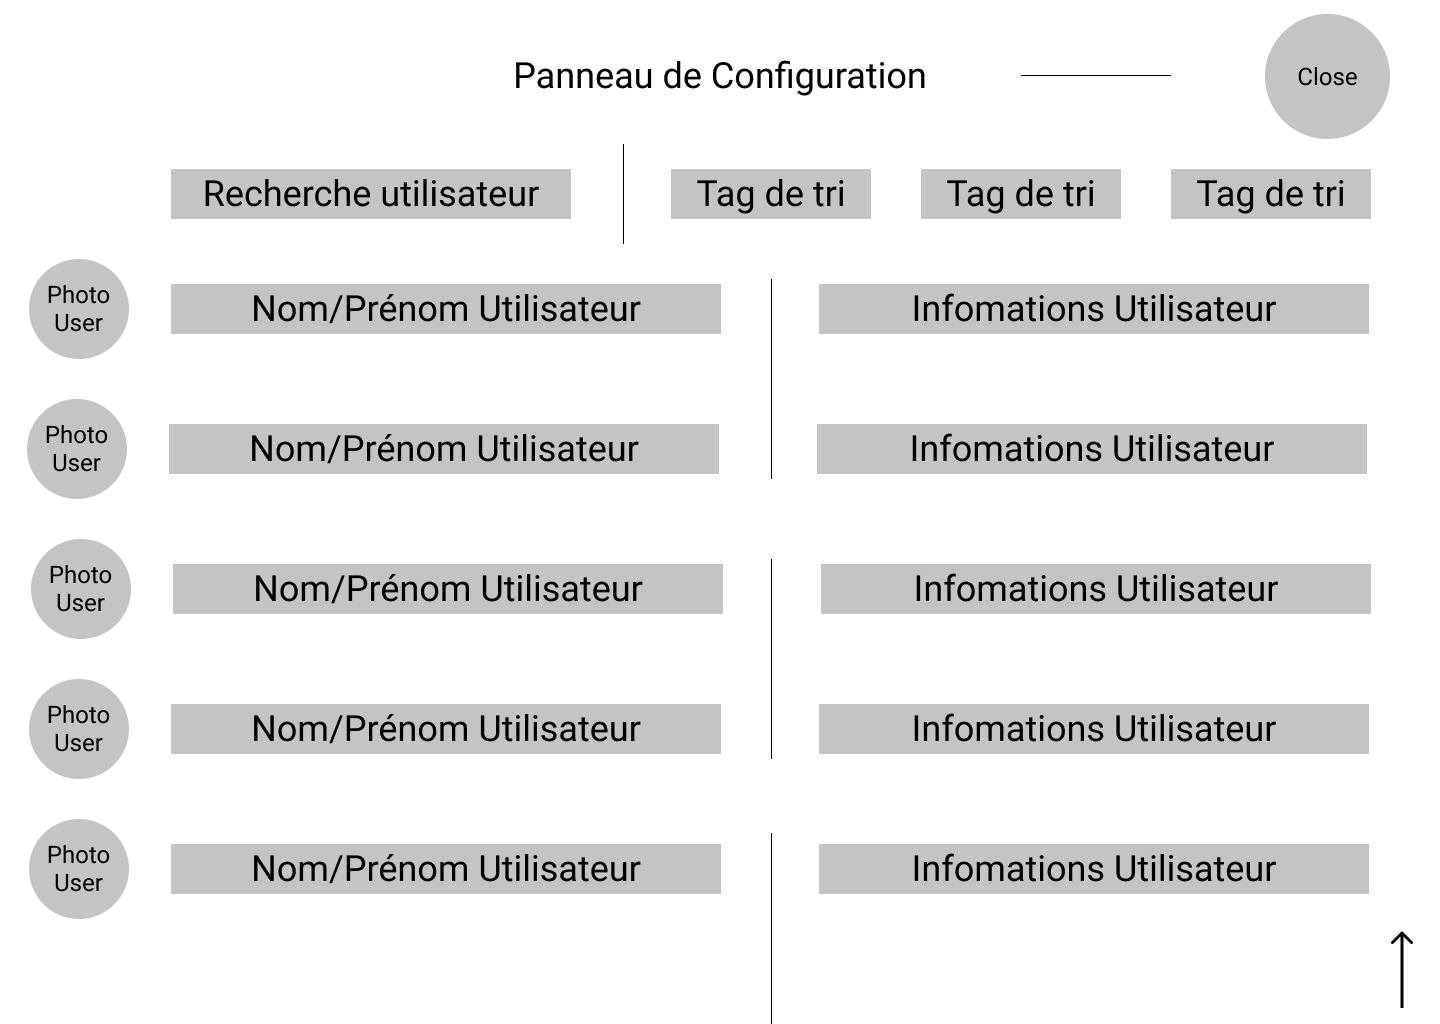 Panneau de Configuration
Close
Recherche utilisateur
Tag de tri
Tag de tri
Tag de tri
Photo
User
Nom/Prénom Utilisateur
Infomations Utilisateur
Photo
User
Nom/Prénom Utilisateur
Infomations Utilisateur
Photo
User
Nom/Prénom Utilisateur
Infomations Utilisateur
Photo
User
Nom/Prénom Utilisateur
Infomations Utilisateur
Photo
User
Nom/Prénom Utilisateur
Infomations Utilisateur